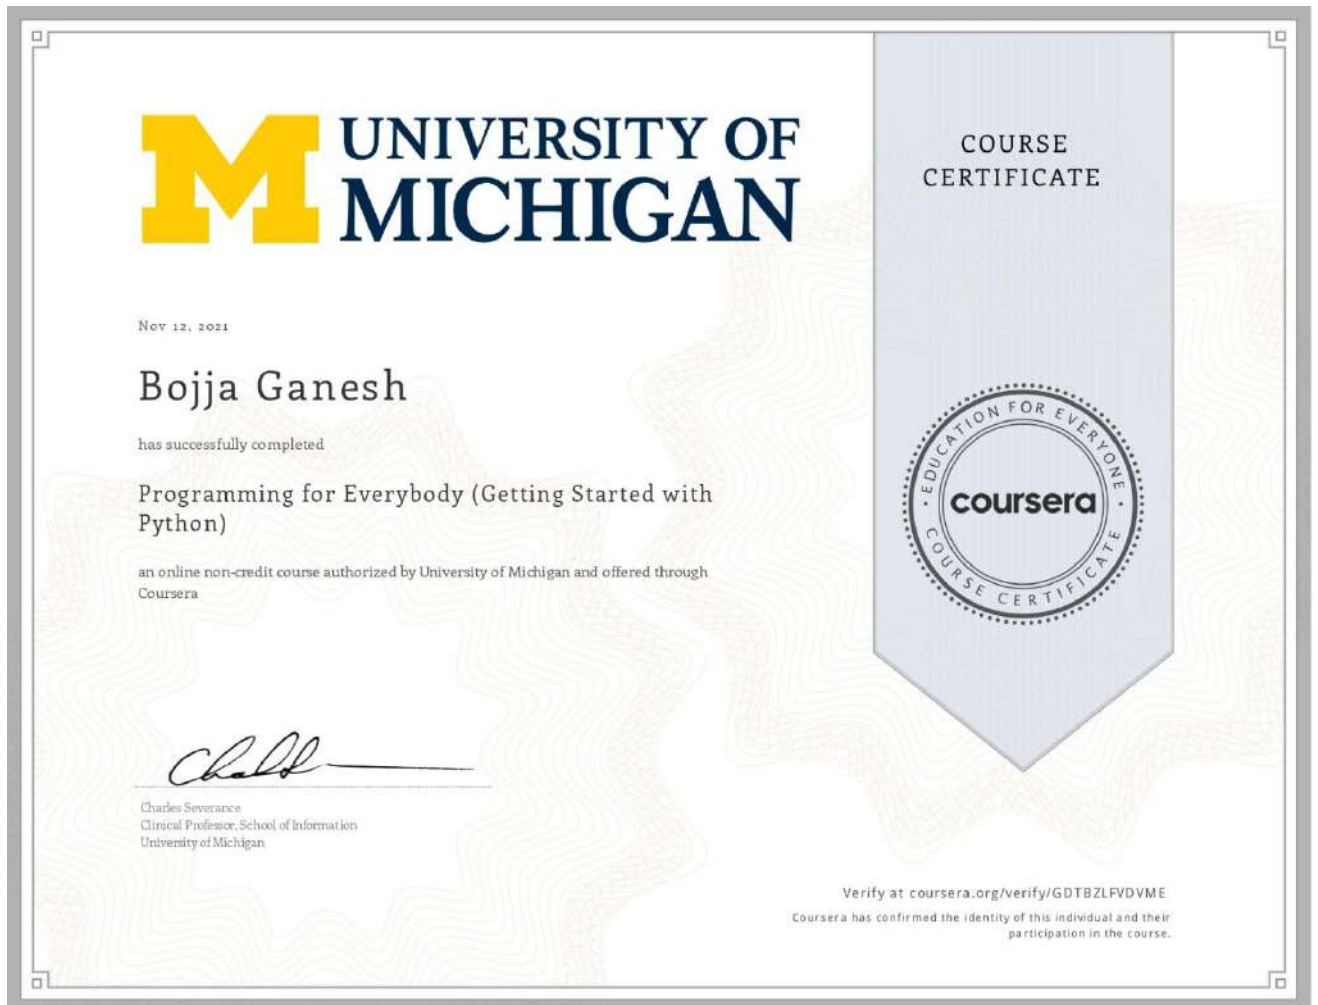 UNIVERSITY OF
MICHIGAN
COURSE
CERTIFICATE
Nov 12, 2021
Bojja Ganesh
has successfully completed
Programming for Everybody (Getting Started with
Python)
an online non-credit course authorized by University of Michigan and offered through
Coursera
EDUCATION FOR EVERYONE
coursera
COURSE CERTIFICATE
Charles Severance
Clinical Professor, School of Information
University of Michigan
Verify at coursera.org/verify/GDTBZLFVDVME
Coursera has confirmed the identity of this individual and their
participation in the course.